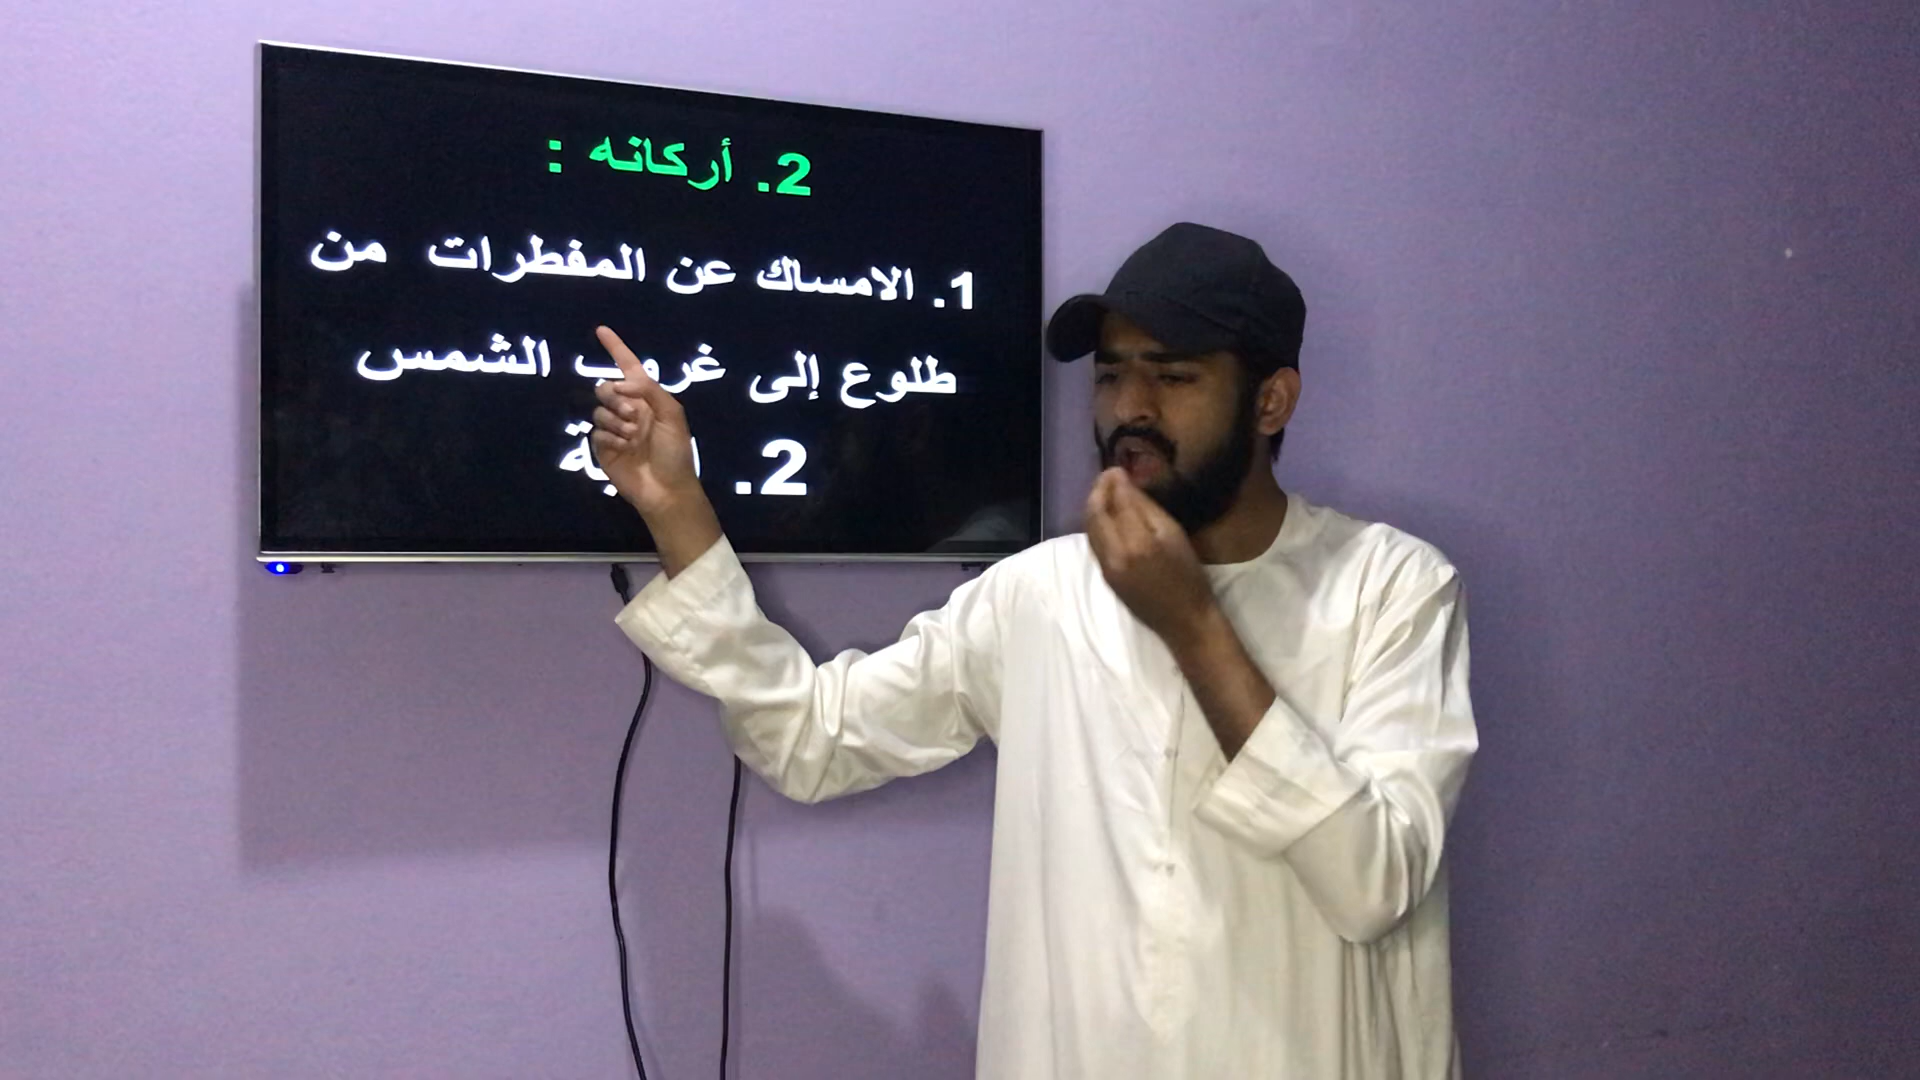 2. أركانه :
1. الامساك عن المفطرات من
طلوع إلى غروب الشمس
2.